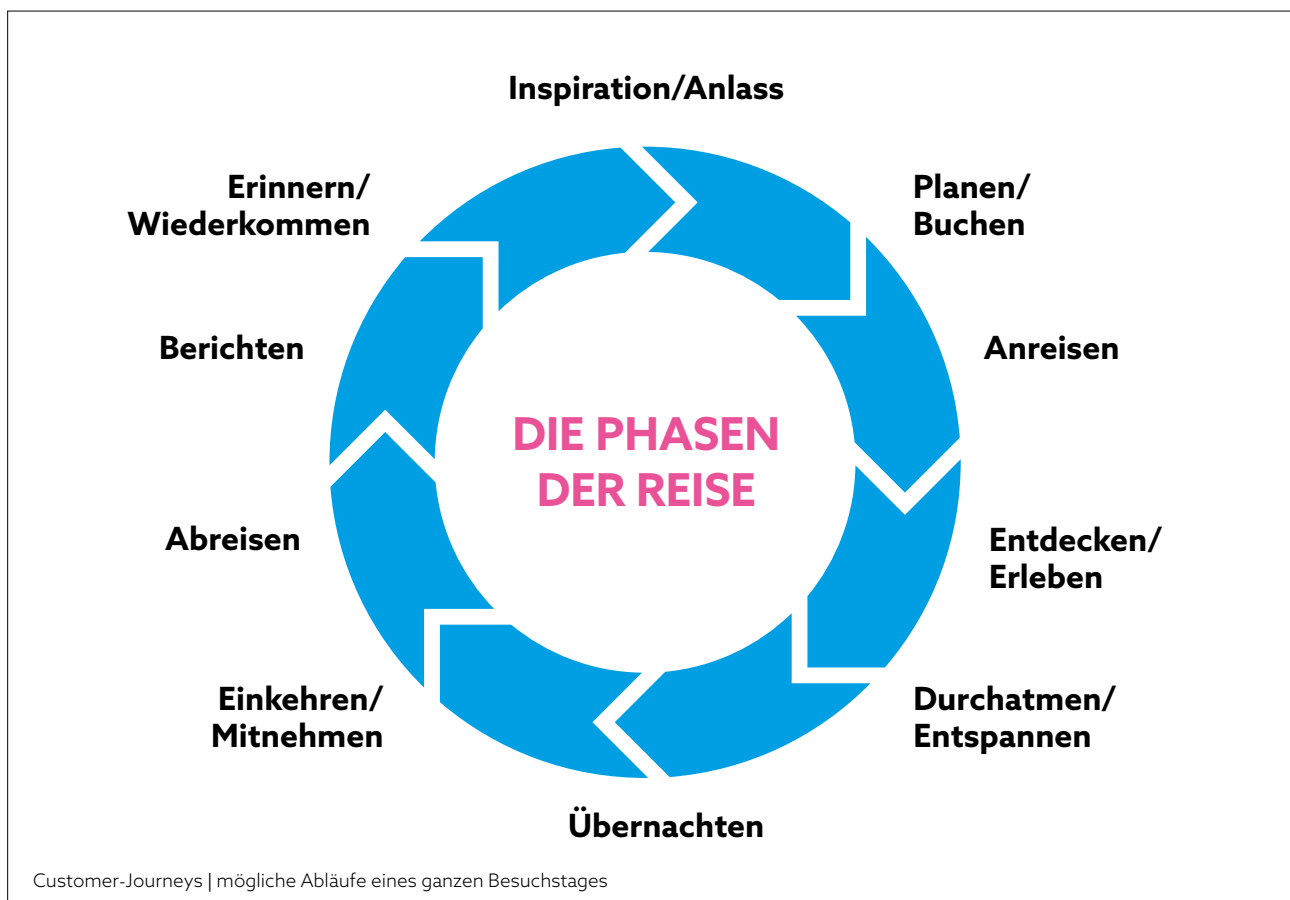 Inspiration/Anlass
Planen/
Buchen
Anreisen
Entdecken/
Erleben
Durchatmen/
Entspannen
Übernachten
Einkehren/
Mitnehmen
Abreisen
Berichten
Erinnern/
Wiederkommen
DIE PHASEN
DER REISE
Customer-Journeys | mögliche Abläufe eines ganzen Besuchstages